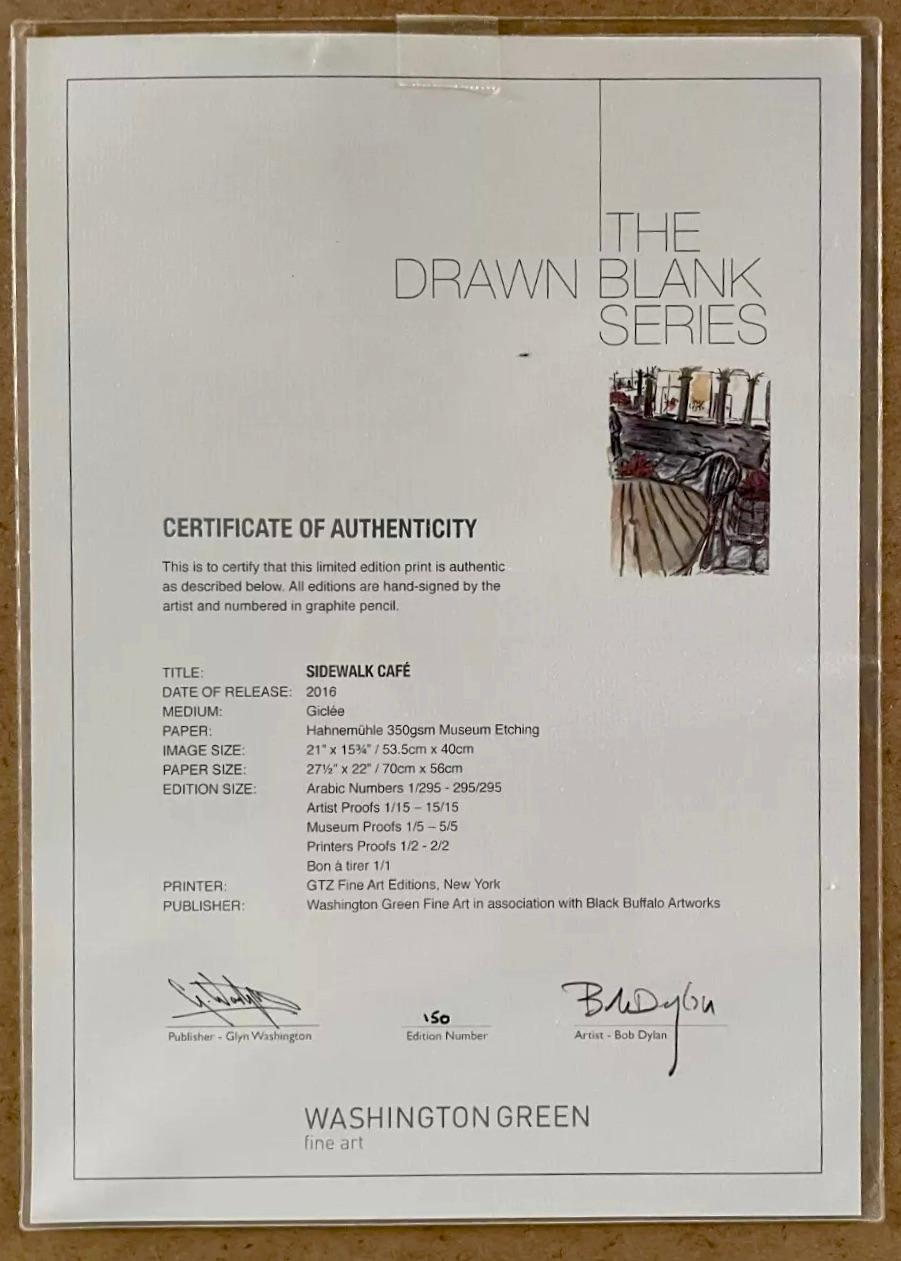 THE
DRAWN BLANK
SERIES
CERTIFICATE OF AUTHENTICITY
This is to certify that this limited edition print is authentic
as described below. All editions are hand-signed by the
artist and numbered in graphite pencil.
TITLE: SIDEWALK CAFÉ
DATE OF RELEASE: 2016
MEDIUM: Giclée
PAPER: Hahnemühle 350gsm Museum Etching
IMAGE SIZE: 21" x 15¾" / 53.5cm x 40cm
PAPER SIZE: 27½" x 22" / 70cm x 56cm
EDITION SIZE: Arabic Numbers 1/295 - 295/295
Artist Proofs 1/15 – 15/15
Museum Proofs 1/5 – 5/5
Printers Proofs 1/2 - 2/2
Bon à tirer 1/1
PRINTER: GTZ Fine Art Editions, New York
PUBLISHER: Washington Green Fine Art in association with Black Buffalo Artworks
150 Bob Dylan
Publisher - Glyn Washington Edition Number Artist - Bob Dylan
WASHINGTON GREEN
fine art